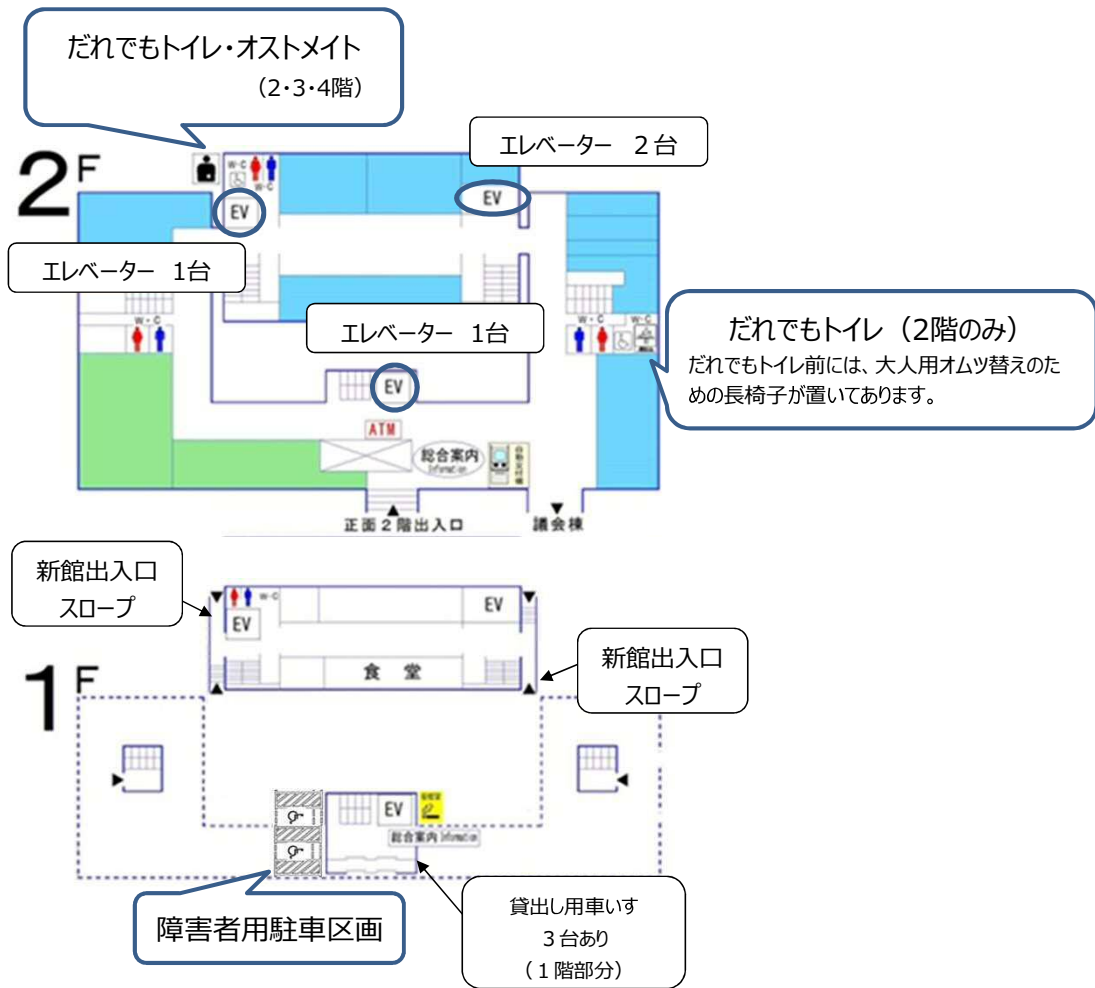 だれでもトイレ・オストメイト
（2・3・4階）
エレベーター　2台
2F
W・C
W・C
EV
EV
エレベーター　1台
エレベーター　1台
W・C
W・C
W・C
だれでもトイレ（2階のみ）
だれでもトイレ前には、大人用オムツ替えのた
めの長椅子が置いてあります。
EV
ATM
総合案内
Information
正面2階出入口
議会棟
新館出入口
スロープ
W・C
EV
EV
食堂
新館出入口
スロープ
1F
EV
総合案内 Information
障害者用駐車区画
貸出し用車いす
3台あり
（1階部分）